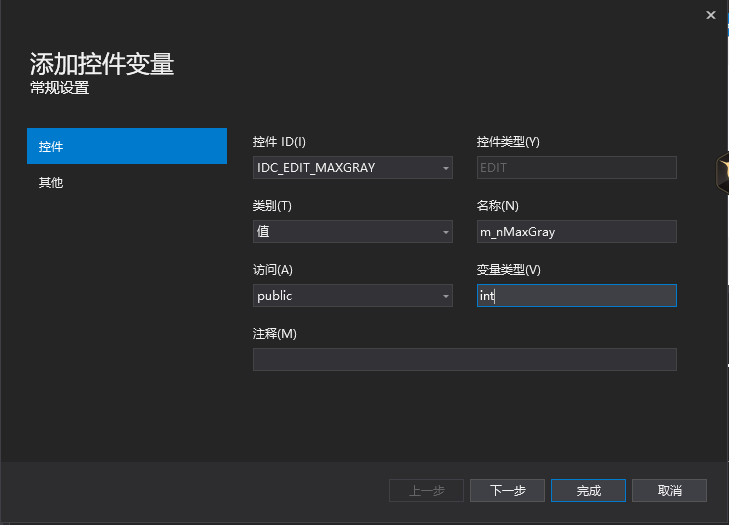 添加控件变量
常规设置
控件
其他
控件 ID(I)
IDC_EDIT_MAXGRAY
控件类型(Y)
EDIT
类别(T)
值
名称(N)
m_nMaxGray
访问(A)
public
变量类型(V)
int
注释(M)
上一步
下一步
完成
取消